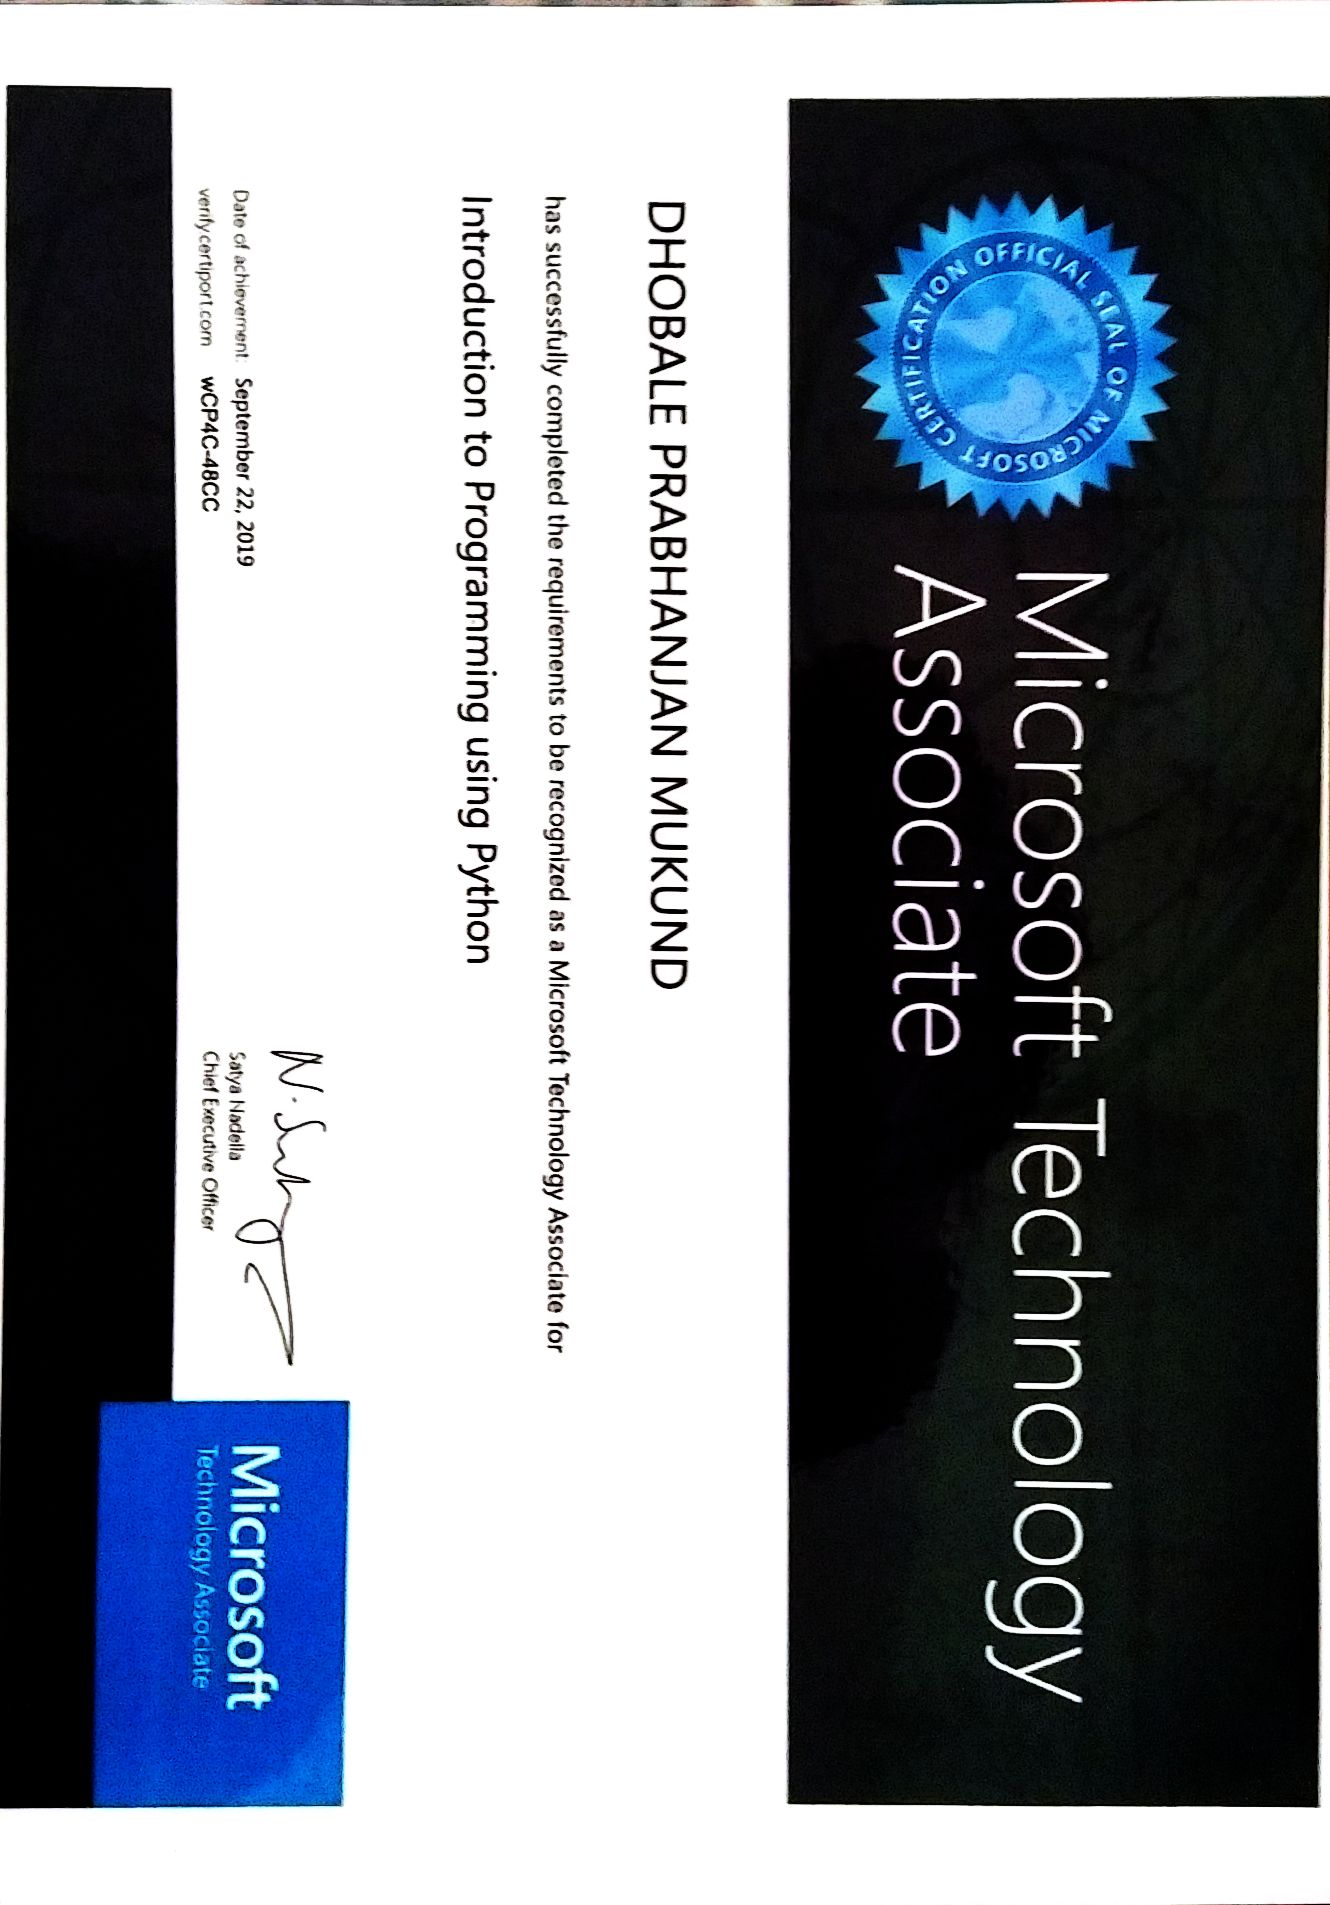 OFFICIAL SEAL OF MICROSOFT CERTIFICATION
Microsoft Technology
Associate
DHOBALE PRABHANJAN MUKUND
has successfully completed the requirements to be recognized as a Microsoft Technology Associate for
Introduction to Programming using Python
N. Satya
Date of achievement: September 22, 2019
verify.certiport.com wCP4C-48CC
Satya Nadella
Chief Executive Officer
Microsoft
Technology Associate